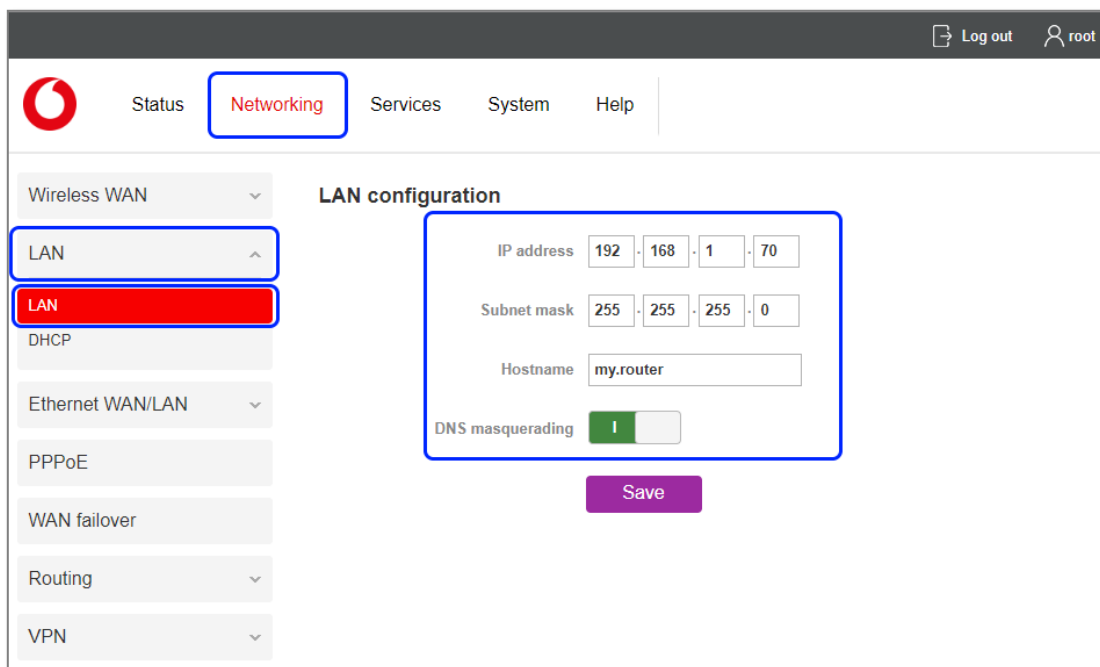 Log out root
Status Networking Services System Help
Wireless WAN
LAN
LAN
DHCP
Ethernet WAN/LAN
PPPoE
WAN failover
Routing
VPN
LAN configuration
IP address 192 . 168 . 1 . 70
Subnet mask 255 . 255 . 255 . 0
Hostname my.router
DNS masquerading I
Save